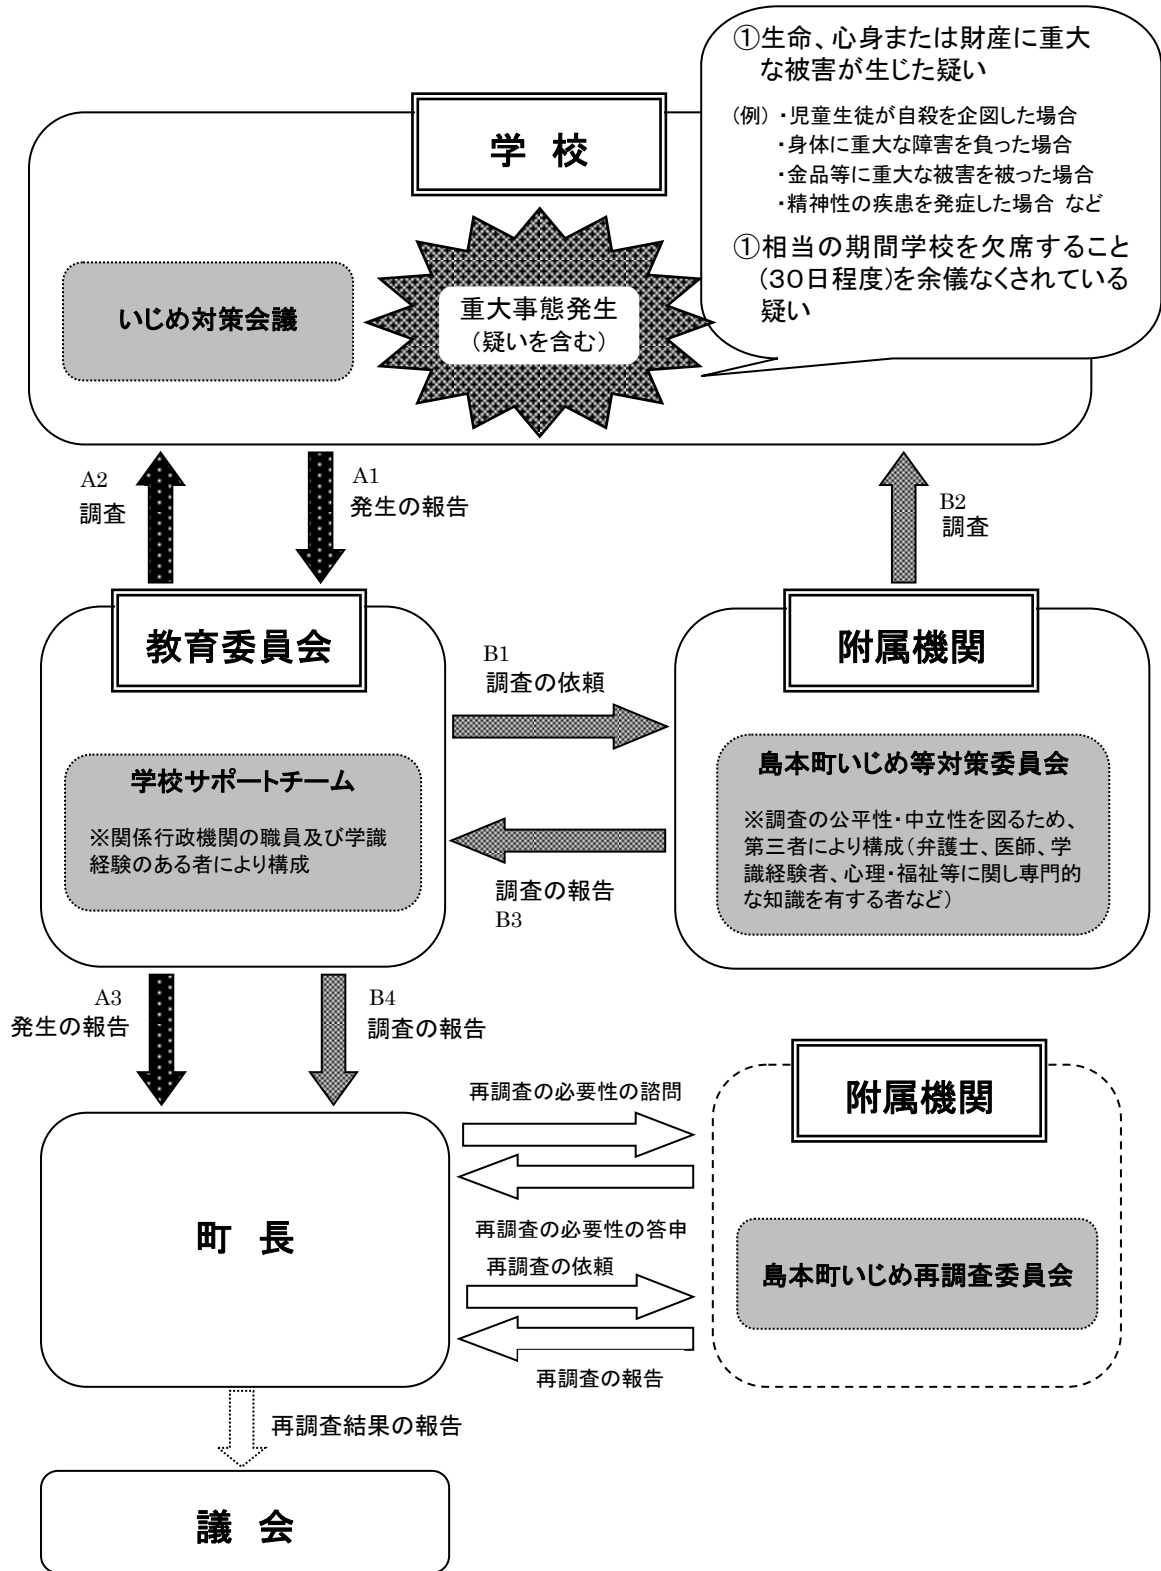 ①生命、心身または財産に重大
な被害が生じた疑い
(例) ・児童生徒が自殺を企図した場合
・身体に重大な障害を負った場合
・金品等に重大な被害を被った場合
・精神性の疾患を発症した場合 など
①相当の期間学校を欠席すること
(30日程度)を余儀なくされている
疑い
学 校
いじめ対策会議
重大事態発生
(疑いを含む)
A2
調査
A1
発生の報告
B2
調査
教育委員会
学校サポートチーム
※関係行政機関の職員及び学識
経験のある者により構成
B1
調査の依頼
調査の報告
B3
附属機関
島本町いじめ等対策委員会
※調査の公平性・中立性を図るため、
第三者により構成(弁護士、医師、学
識経験者、心理・福祉等に関し専門的
な知識を有する者など)
A3
発生の報告
B4
調査の報告
町 長
再調査の必要性の諮問
再調査の必要性の答申
再調査の依頼
再調査の報告
附属機関
島本町いじめ再調査委員会
再調査結果の報告
議 会